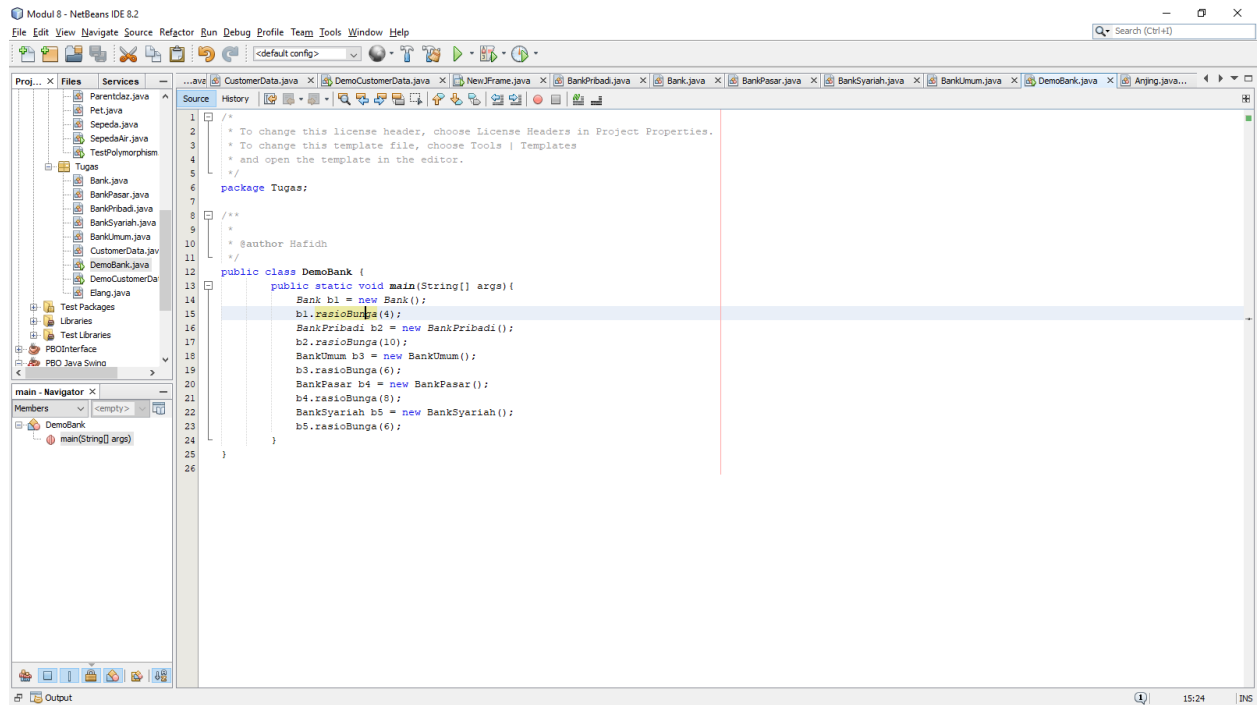 Modul 8 - NetBeans IDE 8.2
File Edit View Navigate Source Refactor Run Debug Profile Team Tools Window Help
Search (Ctrl+I)
<default config>
Proj... Files Services
Parentclaz.java
Pet.java
Sepeda.java
SepedaAir.java
TestPolymorphism
Tugas
Bank.java
BankPasar.java
BankPribadi.java
BankSyariah.java
BankUmum.java
CustomerData.jav
DemoBank.java
DemoCustomerDat
Elang.java
Test Packages
Libraries
Test Libraries
PBOInterface
PBO Java Swing
main - Navigator
Members <empty>
DemoBank
main(String[] args)
...ava CustomerData.java DemoCustomerData.java NewJFrame.java BankPribadi.java Bank.java BankPasar.java BankSyariah.java BankUmum.java DemoBank.java Anjing.java...
Source History
1 /*
2 * To change this license header, choose License Headers in Project Properties.
3 * To change this template file, choose Tools | Templates
4 * and open the template in the editor.
5 */
6 package Tugas;
7
8 /**
9 *
10 * @author Hafidh
11 */
12 public class DemoBank {
13 public static void main(String[] args){
14 Bank b1 = new Bank();
15 b1.rasioBunga(4);
16 BankPribadi b2 = new BankPribadi();
17 b2.rasioBunga(10);
18 BankUmum b3 = new BankUmum();
19 b3.rasioBunga(6);
20 BankPasar b4 = new BankPasar();
21 b4.rasioBunga(8);
22 BankSyariah b5 = new BankSyariah();
23 b5.rasioBunga(6);
24 }
25 }
26
Output
1 15:24 INS